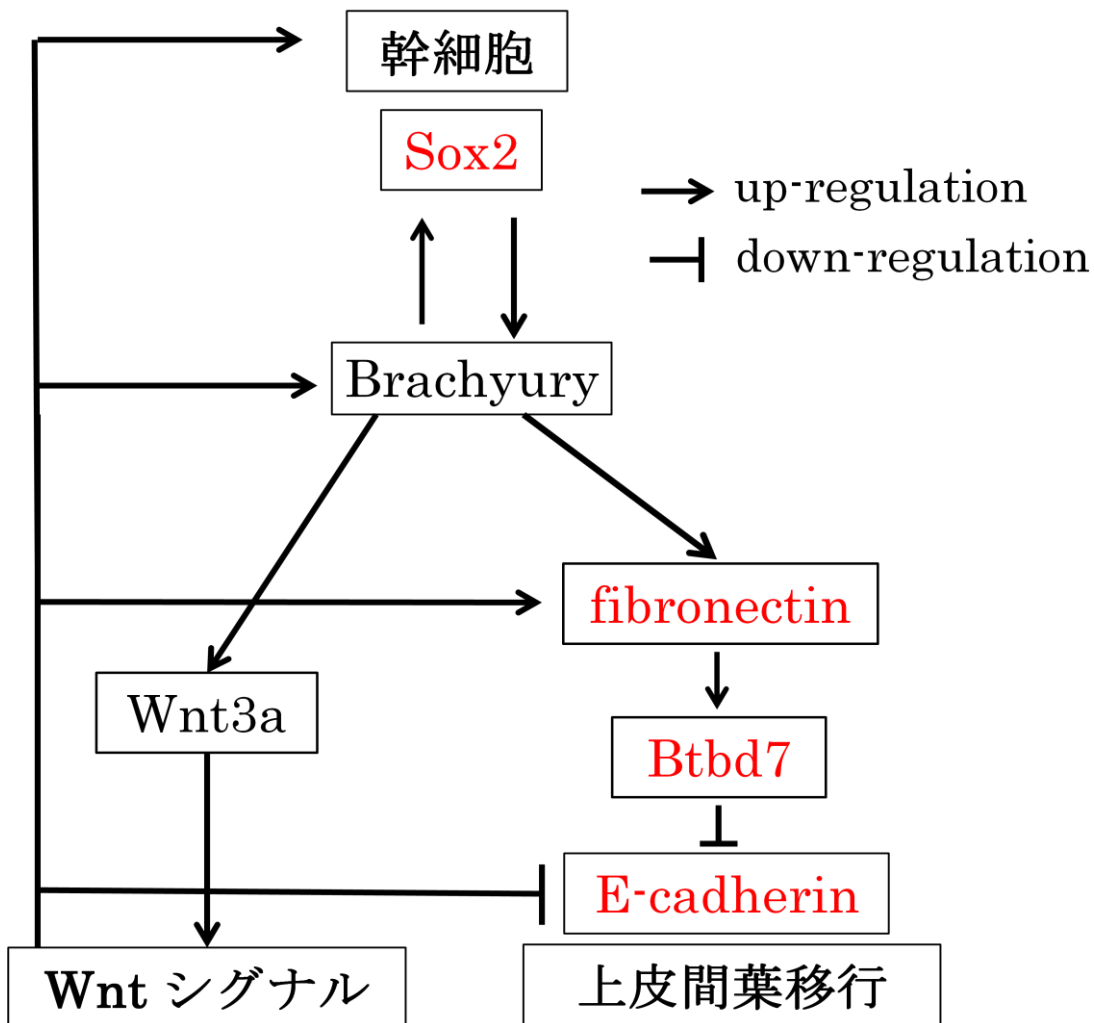 幹細胞
Sox2
up-regulation
down-regulation
Brachyury
fibronectin
Wnt3a
Btbd7
E-cadherin
Wnt シグナル
上皮間葉移行